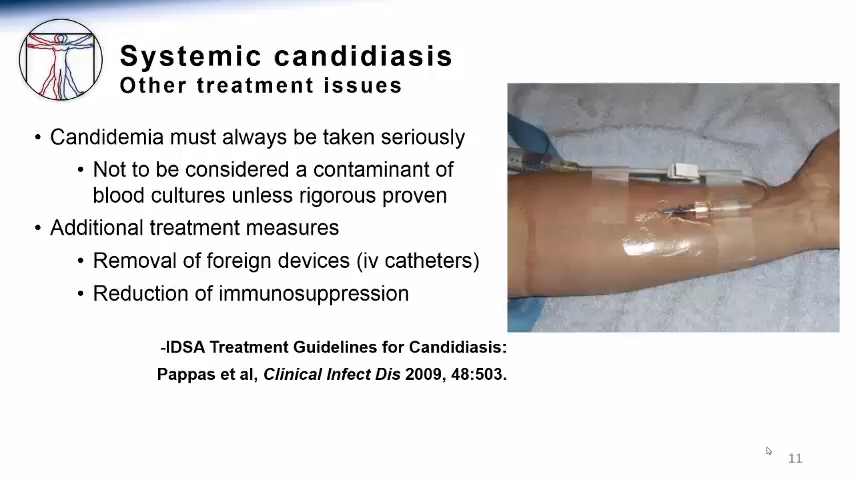 Systemic candidiasis
Other treatment issues
• Candidemia must always be taken seriously
• Not to be considered a contaminant of
blood cultures unless rigorous proven
• Additional treatment measures
• Removal of foreign devices (iv catheters)
• Reduction of immunosuppression
-IDSA Treatment Guidelines for Candidiasis:
Pappas et al, Clinical Infect Dis 2009, 48:503.
11